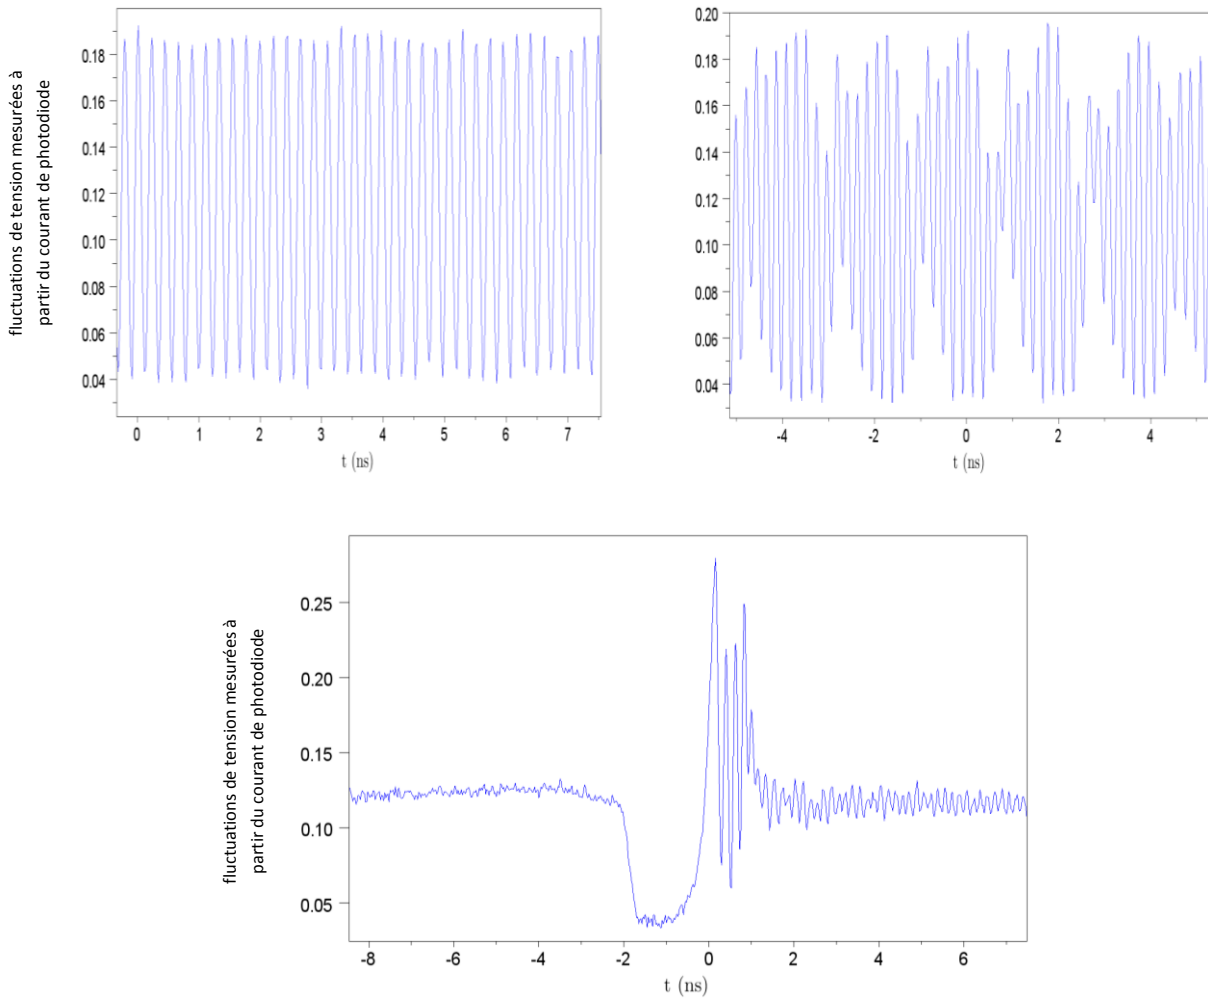 fluctuations de tension mesurées à
partir du courant de photodiode
0.18
0.16
0.14
0.12
0.10
0.08
0.06
0.04
0 1 2 3 4 5 6 7
t (ns)
0.20
0.18
0.16
0.14
0.12
0.10
0.08
0.06
0.04
-4 -2 0 2 4
t (ns)
fluctuations de tension mesurées à
partir du courant de photodiode
0.25
0.20
0.15
0.10
0.05
-8 -6 -4 -2 0 2 4 6
t (ns)